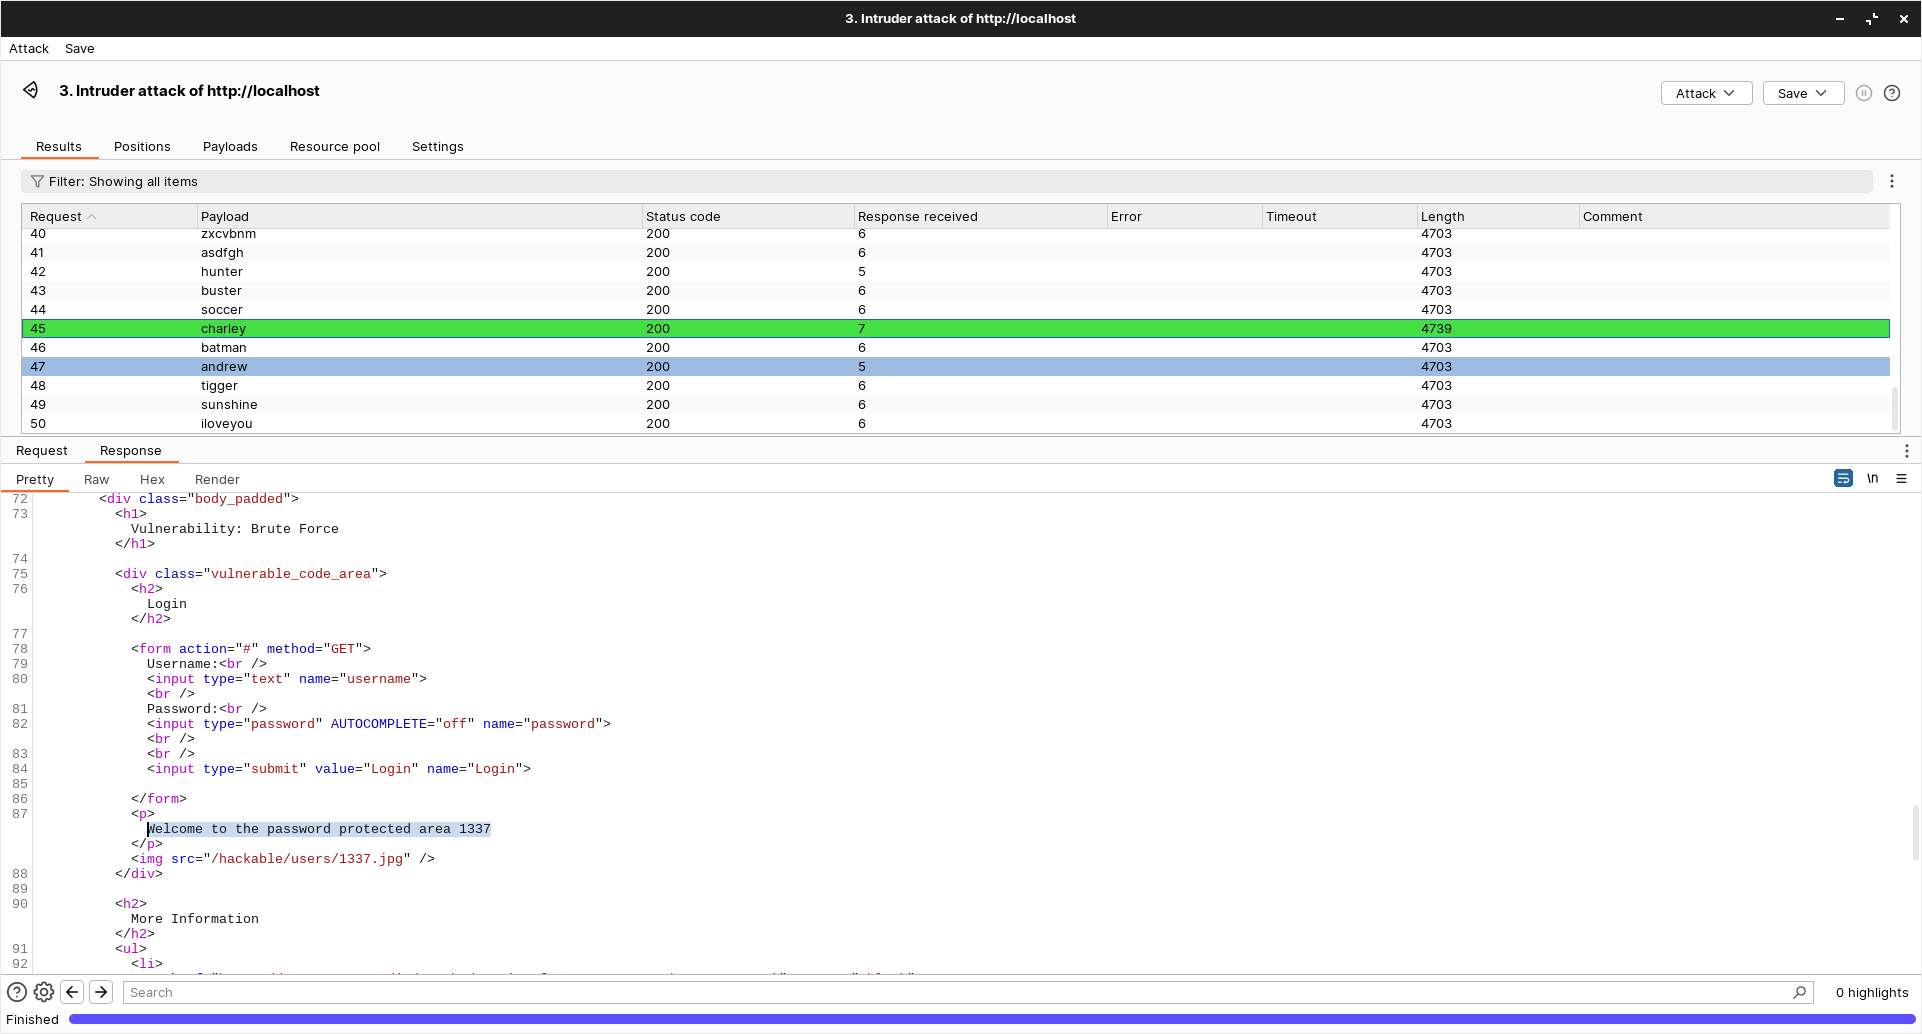 3. Intruder attack of http://localhost
Attack Save
3. Intruder attack of http://localhost
Attack Save
Results Positions Payloads Resource pool Settings
Filter: Showing all items
Request Payload Status code Response received Error Timeout Length Comment
40 zxcvbnm 200 6 4703
41 asdfgh 200 6 4703
42 hunter 200 5 4703
43 buster 200 6 4703
44 soccer 200 6 4703
45 charley 200 7 4739
46 batman 200 6 4703
47 andrew 200 5 4703
48 tigger 200 6 4703
49 sunshine 200 6 4703
50 iloveyou 200 6 4703
Request Response
Pretty Raw Hex Render \n
72 <div class="body_padded">
73 <h1>
Vulnerability: Brute Force
</h1>
74
75 <div class="vulnerable_code_area">
76 <h2>
Login
</h2>
77
78 <form action="#" method="GET">
79 Username:<br />
80 <input type="text" name="username">
<br />
81 Password:<br />
82 <input type="password" AUTOCOMPLETE="off" name="password">
<br />
83 <br />
84 <input type="submit" value="Login" name="Login">
85
86 </form>
87 <p>
Welcome to the password protected area 1337
</p>
<img src="/hackable/users/1337.jpg" />
88 </div>
89
90 <h2>
More Information
</h2>
91 <ul>
92 <li>
Search 0 highlights
Finished